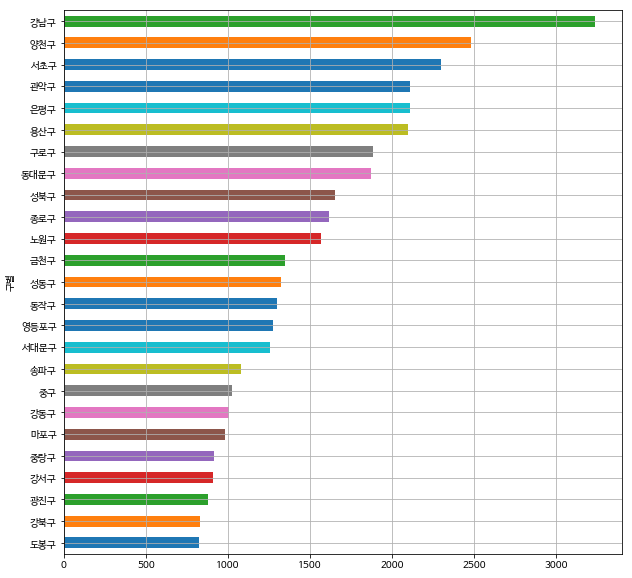 강남구
양천구
서초구
관악구
은평구
용산구
구로구
동대문구
성북구
종로구
노원구
금천구
성동구
동작구
영등포구
서대문구
송파구
중구
강동구
마포구
중랑구
강서구
광진구
강북구
도봉구
구별
0 500 1000 1500 2000 2500 3000